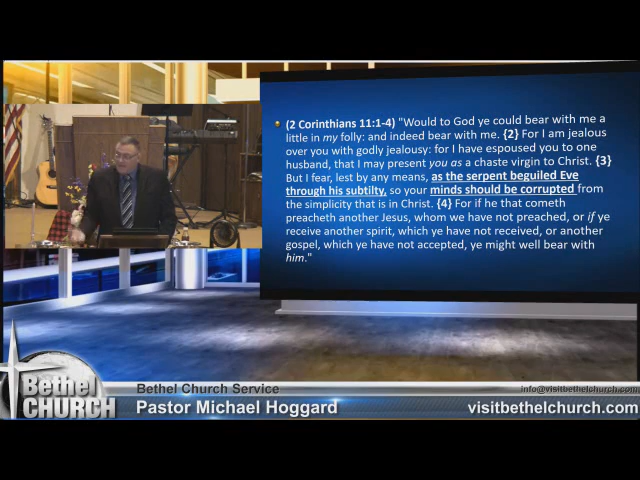 (2 Corinthians 11:1-4) "Would to God ye could bear with me a
little in my folly: and indeed bear with me. {2} For I am jealous
over you with godly jealousy: for I have espoused you to one
husband, that I may present you as a chaste virgin to Christ. {3}
But I fear, lest by any means, as the serpent beguiled Eve
through his subtilty, so your minds should be corrupted from
the simplicity that is in Christ. {4} For if he that cometh
preacheth another Jesus, whom we have not preached, or if ye
receive another spirit, which ye have not received, or another
gospel, which ye have not accepted, ye might well bear with
him."
Bethel
CHURCH
Bethel Church Service
info@visitbethelchurch.com
Pastor Michael Hoggard
visitbethelchurch.com